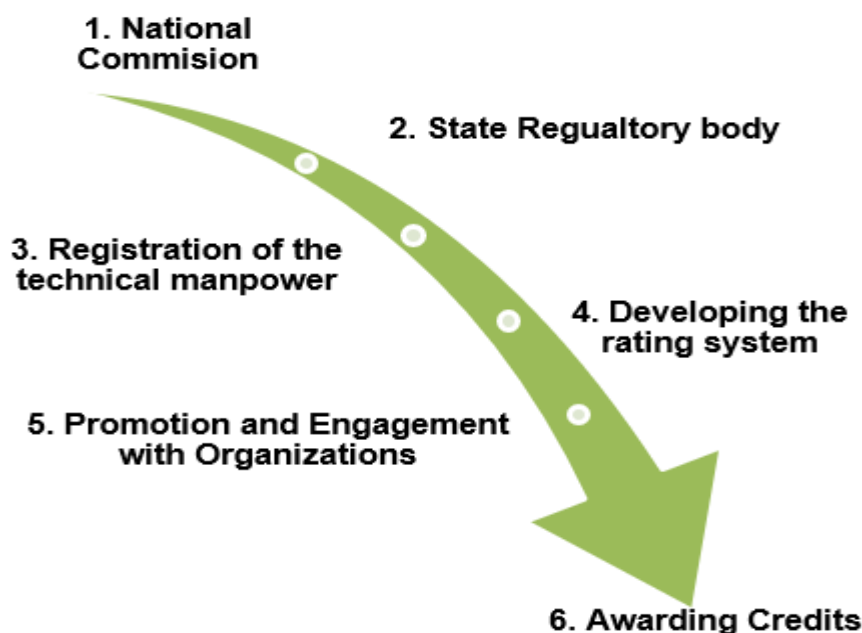 1. National
Commision
2. State Regualtory body
3. Registration of the
technical manpower
4. Developing the
rating system
5. Promotion and Engagement
with Organizations
6. Awarding Credits